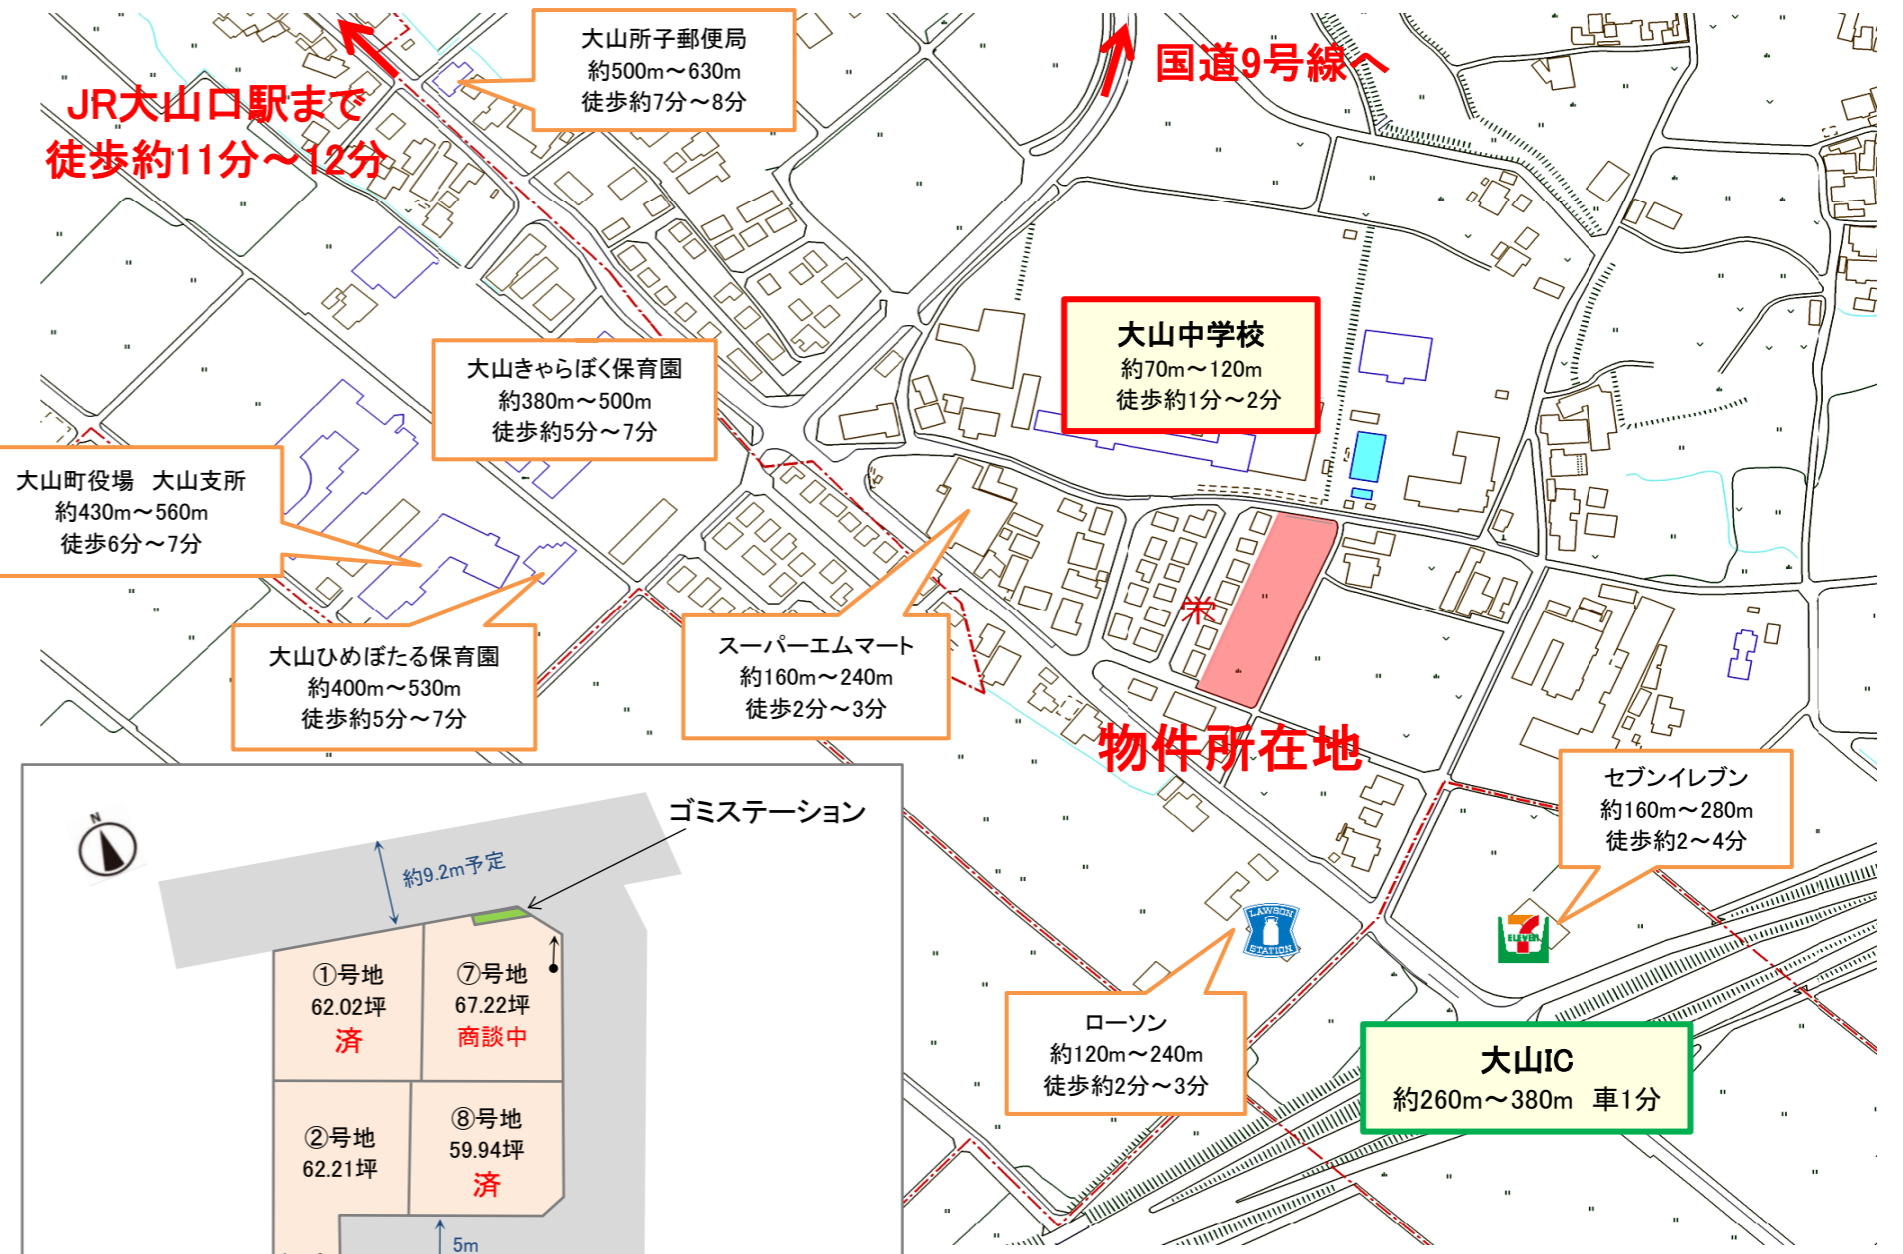 大山所子郵便局
約500m～630m
徒歩約7分～8分
国道9号線へ
JR大山口駅まで
徒歩約11分～12分
大山中学校
約70m～120m
徒歩約1分～2分
大山きゃらぼく保育園
約380m～500m
徒歩約5分～7分
大山町役場　大山支所
約430m～560m
徒歩6分～7分
大山ひめぼたる保育園
約400m～530m
徒歩約5分～7分
スーパーエムマート
約160m～240m
徒歩2分～3分
栄
物件所在地
セブンイレブン
約160m～280m
徒歩約2～4分
ELEVEN
LAWSON
STATION
ローソン
約120m～240m
徒歩約2分～3分
大山IC
約260m～380m　車1分
N
ゴミステーション
約9.2m予定
①号地
62.02坪
済
⑦号地
67.22坪
商談中
②号地
62.21坪
⑧号地
59.94坪
済
5m